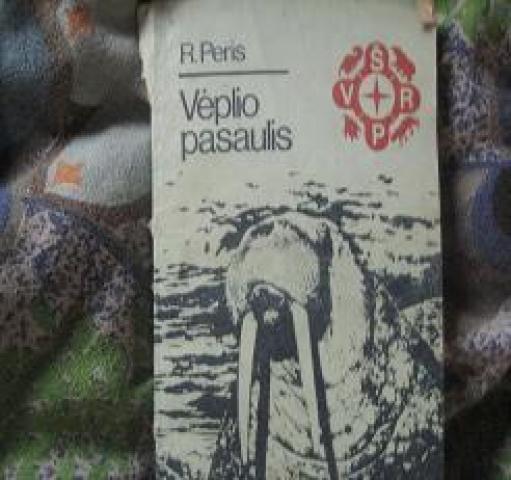 R. Peris
Vėplio
pasaulis
Š
V R
P